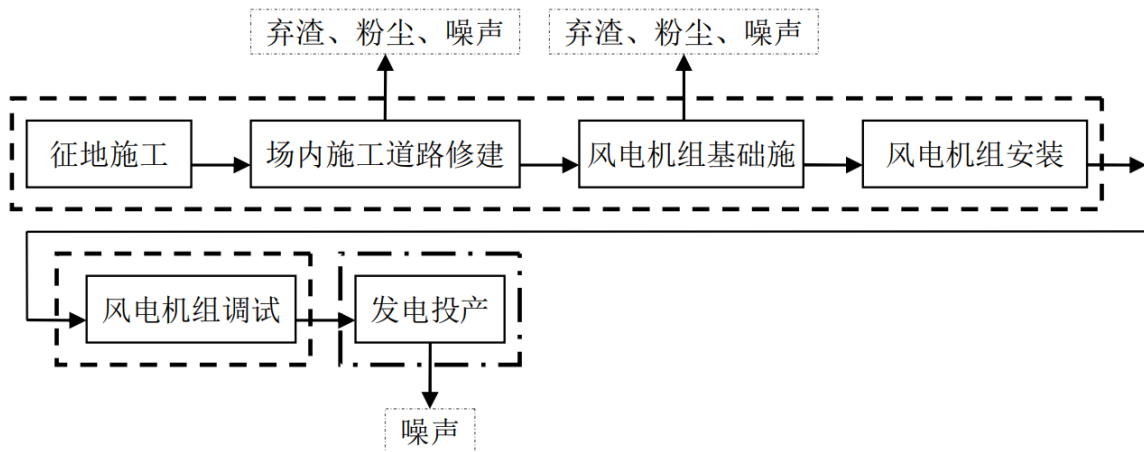 弃渣、粉尘、噪声
弃渣、粉尘、噪声
征地施工
场内施工道路修建
风电机组基础施
风电机组安装
风电机组调试
发电投产
噪声